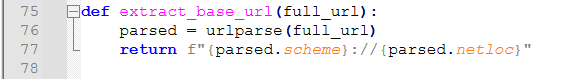 75 def extract_base_url(full_url):
76     parsed = urlparse(full_url)
77     return f"{parsed.scheme}://{parsed.netloc}"
78